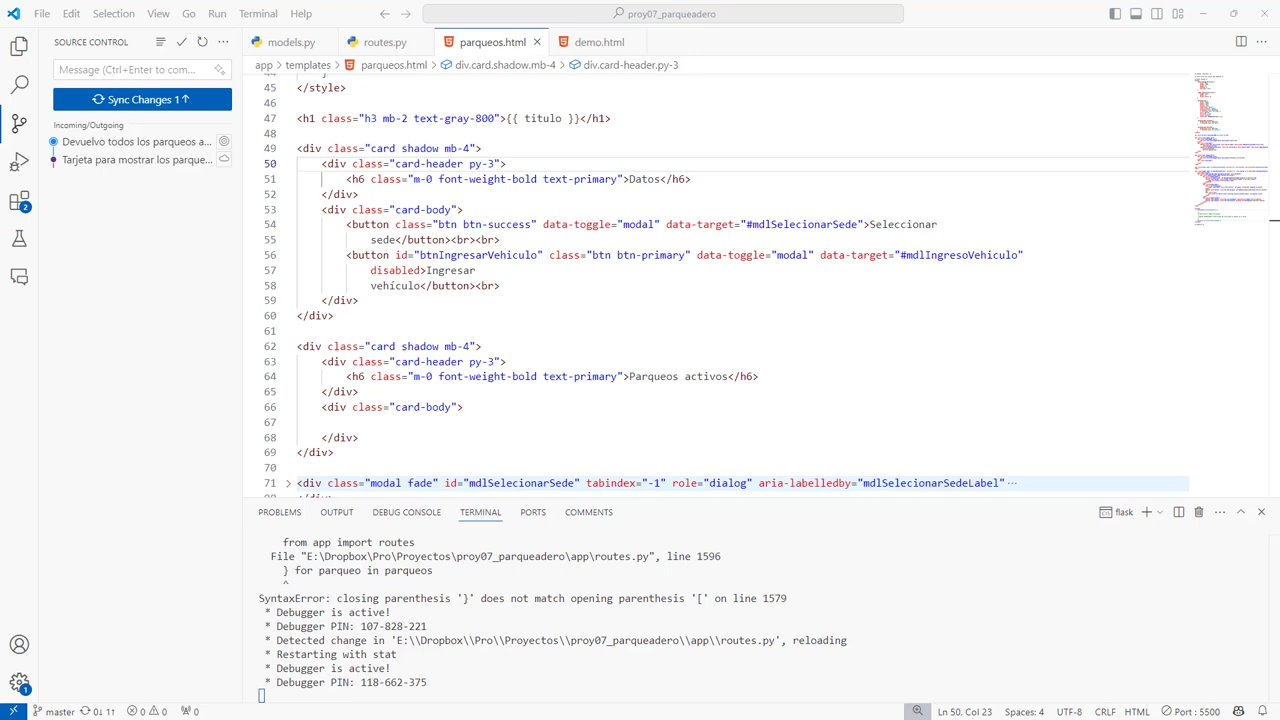 File Edit Selection View Go Run Terminal Help
proy07_parqueadero
SOURCE CONTROL
models.py
routes.py
parqueos.html
demo.html
Message (Ctrl+Enter to com...
app > templates > parqueos.html > div.card.shadow.mb-4 > div.card-header.py-3
Sync Changes 1↑
Incoming/Outgoing
Devuelvo todos los parqueos a...
Tarjeta para mostrar los parque...
45 </style>
46
47 <h1 class="h3 mb-2 text-gray-800">{{ titulo }}</h1>
48
49 <div class="card shadow mb-4">
50 <div class="card-header py-3">
51 <h6 class="m-0 font-weight-bold text-primary">Datos</h6>
52 </div>
53 <div class="card-body">
54 <button class="btn btn-success" data-toggle="modal" data-target="#mdlSelecionarSede">Seleccionar
55 sede</button><br><br>
56 <button id="btnIngresarVehiculo" class="btn btn-primary" data-toggle="modal" data-target="#mdlIngresoVehiculo"
57 disabled>Ingresar
58 vehículo</button><br>
59 </div>
60 </div>
61
62 <div class="card shadow mb-4">
63 <div class="card-header py-3">
64 <h6 class="m-0 font-weight-bold text-primary">Parqueos activos</h6>
65 </div>
66 <div class="card-body">
67
68 </div>
69 </div>
70
71 <div class="modal fade" id="mdlSelecionarSede" tabindex="-1" role="dialog" aria-labelledby="mdlSelecionarSedeLabel"···
PROBLEMS OUTPUT DEBUG CONSOLE TERMINAL PORTS COMMENTS
flask
from app import routes
File "E:\Dropbox\Pro\Proyectos\proy07_parqueadero\app\routes.py", line 1596
} for parqueo in parqueos
^
SyntaxError: closing parenthesis '}' does not match opening parenthesis '[' on line 1579
* Debugger is active!
* Debugger PIN: 107-828-221
* Detected change in 'E:\\Dropbox\\Pro\\Proyectos\\proy07_parqueadero\\app\\routes.py', reloading
* Restarting with stat
* Debugger is active!
* Debugger PIN: 118-662-375
2
1
master 0↓ 1↑ 0 0 0
Ln 50, Col 23 Spaces: 4 UTF-8 CRLF HTML Port : 5500